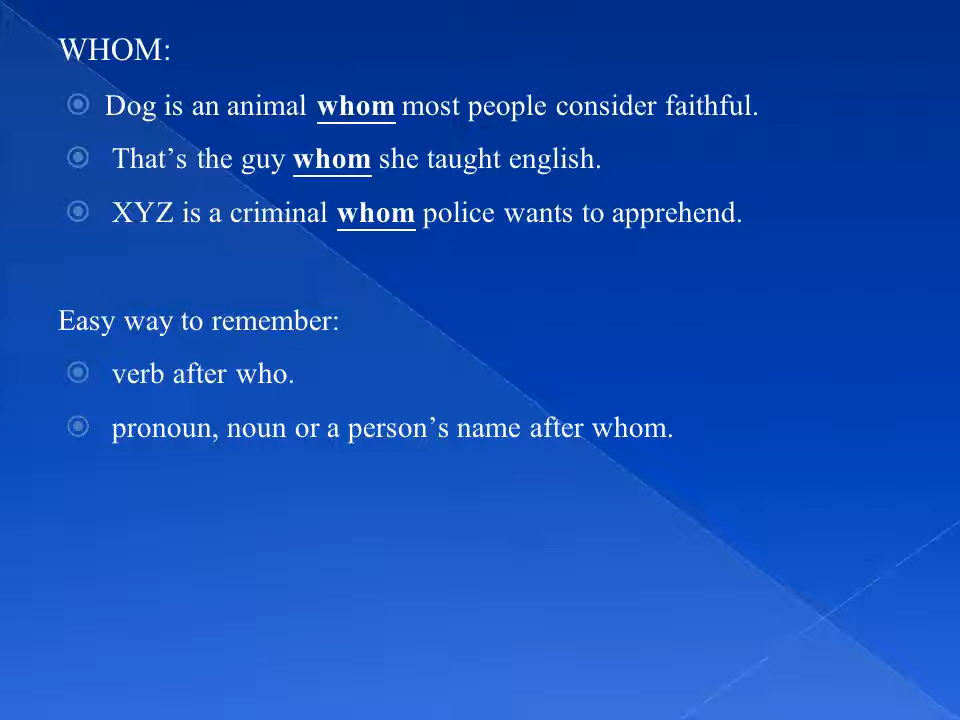 WHOM:
Dog is an animal whom most people consider faithful.
That’s the guy whom she taught english.
XYZ is a criminal whom police wants to apprehend.
Easy way to remember:
verb after who.
pronoun, noun or a person’s name after whom.